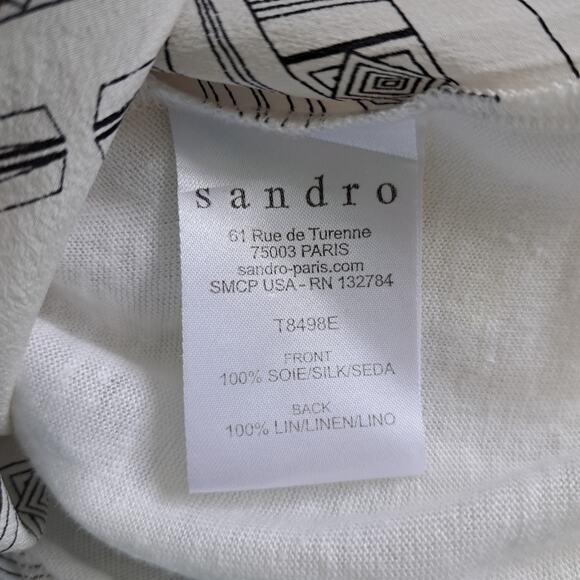 sandro
61 Rue de Turenne
75003 PARIS
sandro-paris.com
SMCP USA - RN 132784
T8498E
FRONT
100% SOIE/SILK/SEDA
BACK
100% LIN/LINEN/LINO